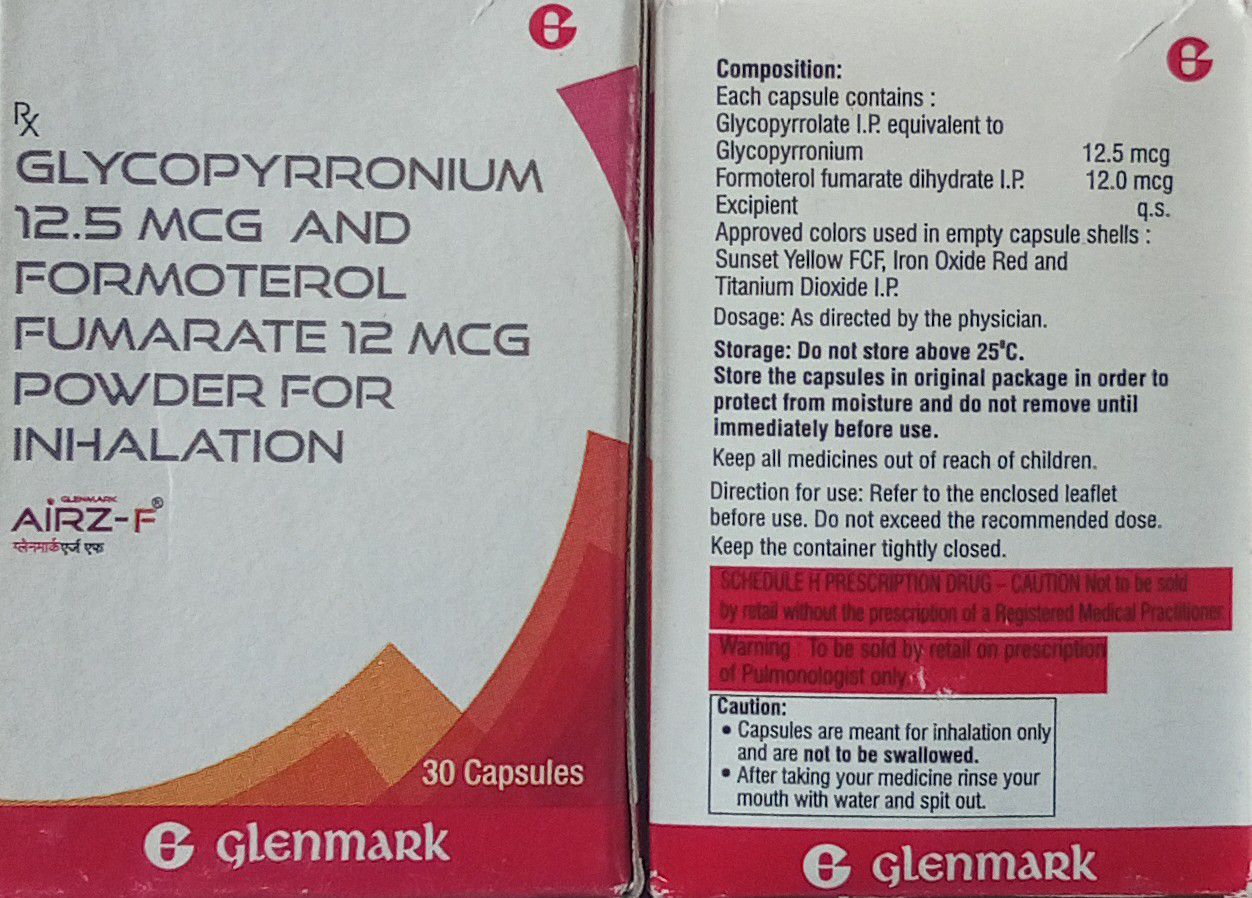 Rx
GLYCOPYRRONIUM
12.5 MCG AND
FORMOTEROL
FUMARATE 12 MCG
POWDER FOR
INHALATION
GLENMARK
AIRZ-F®
ग्लेनमार्क एर्ज एफ
30 Capsules
glenmark
Composition:
Each capsule contains :
Glycopyrrolate I.P. equivalent to
Glycopyrronium 12.5 mcg
Formoterol fumarate dihydrate I.P. 12.0 mcg
Excipient q.s.
Approved colors used in empty capsule shells :
Sunset Yellow FCF, Iron Oxide Red and
Titanium Dioxide I.P.
Dosage: As directed by the physician.
Storage: Do not store above 25°C.
Store the capsules in original package in order to
protect from moisture and do not remove until
immediately before use.
Keep all medicines out of reach of children.
Direction for use: Refer to the enclosed leaflet
before use. Do not exceed the recommended dose.
Keep the container tightly closed.
SCHEDULE H PRESCRIPTION DRUG – CAUTION Not to be sold
by retail without the prescription of a Registered Medical Practitioner
Warning : To be sold by retail on prescription
of Pulmonologist only.
Caution:
• Capsules are meant for inhalation only
and are not to be swallowed.
• After taking your medicine rinse your
mouth with water and spit out.
glenmark